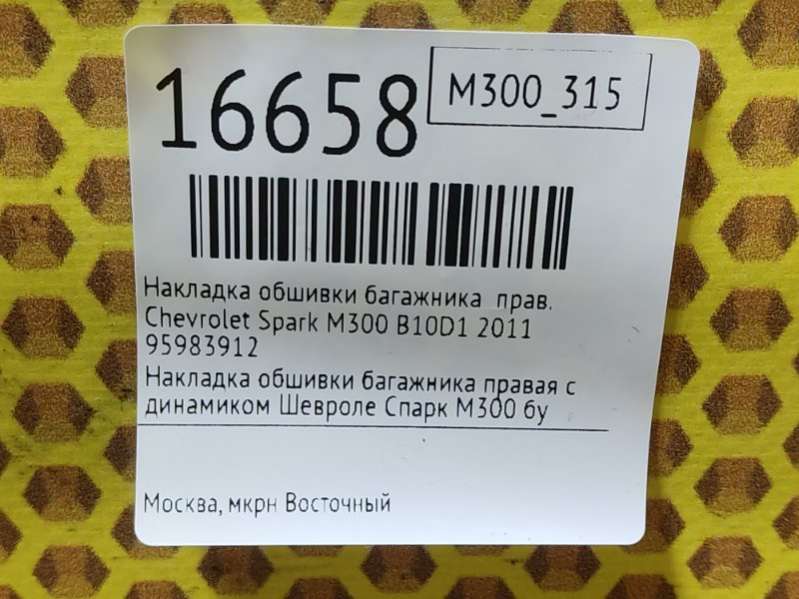 16658
M300_315
Накладка обшивки багажника прав.
Chevrolet Spark M300 B10D1 2011
95983912
Накладка обшивки багажника правая с
динамиком Шевроле Спарк М300 бу
Москва, мкрн Восточный